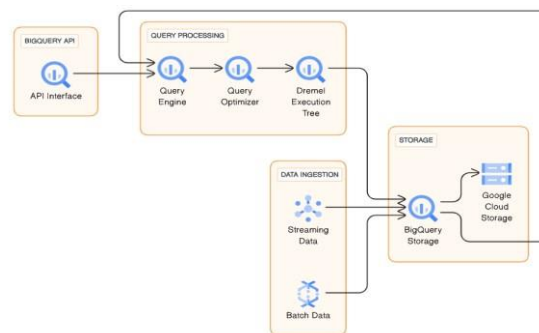 BIGQUERY API
API Interface
QUERY PROCESSING
Query
Engine
Query
Optimizer
Dremel
Execution
Tree
DATA INGESTION
Streaming
Data
Batch Data
STORAGE
BigQuery
Storage
Google
Cloud
Storage